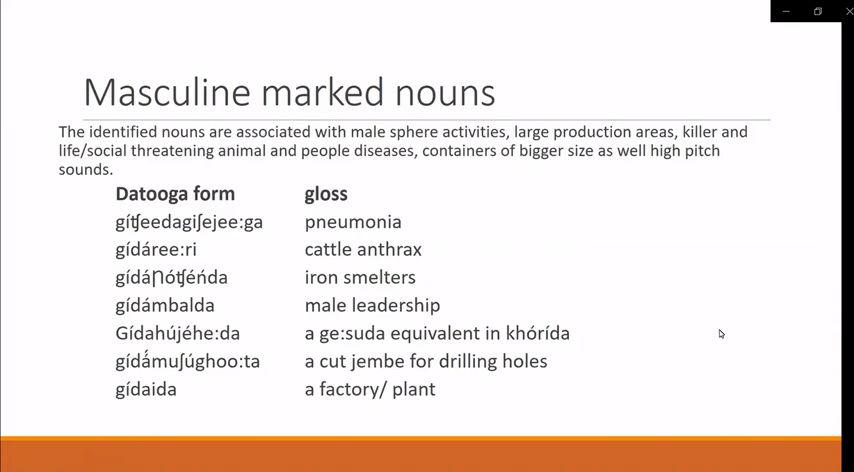 Masculine marked nouns
The identified nouns are associated with male sphere activities, large production areas, killer and
life/social threatening animal and people diseases, containers of bigger size as well high pitch
sounds.
Datooga form gloss
gíʧeedagiʃejee:ga pneumonia
gídáree:ri cattle anthrax
gídáƝóʧéńda iron smelters
gídámbalda male leadership
Gídahújéhe:da a ge:suda equivalent in khórída
gídấmuʃúghoo:ta a cut jembe for drilling holes
gídaida a factory/ plant